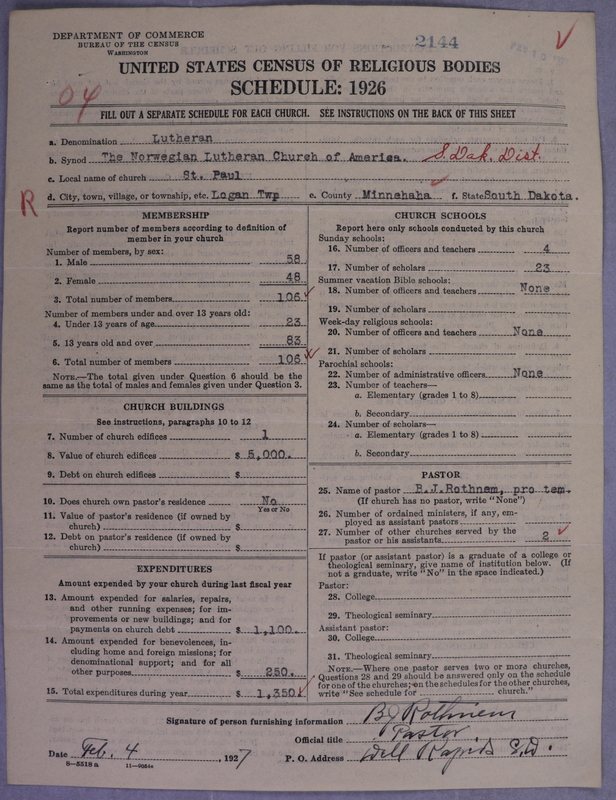 DEPARTMENT OF COMMERCE
BUREAU OF THE CENSUS
WASHINGTON
2144
UNITED STATES CENSUS OF RELIGIOUS BODIES
SCHEDULE: 1926
04
FILL OUT A SEPARATE SCHEDULE FOR EACH CHURCH. SEE INSTRUCTIONS ON THE BACK OF THIS SHEET
a. Denomination Lutheran
b. Synod The Norwegian Lutheran Church of America. S. Dak. Dist.
c. Local name of church St. Paul
R
d. City, town, village, or township, etc. Logan Twp e. County Minnehaha f. State South Dakota.
MEMBERSHIP
Report number of members according to definition of
member in your church
Number of members, by sex:
1. Male 58
2. Female 48
3. Total number of members 106
Number of members under and over 13 years old:
4. Under 13 years of age 23
5. 13 years old and over 83
6. Total number of members 106
NOTE.—The total given under Question 6 should be the
same as the total of males and females given under Question 3.
CHURCH BUILDINGS
See instructions, paragraphs 10 to 12
7. Number of church edifices 1
8. Value of church edifices $ 5,000.
9. Debt on church edifices $
10. Does church own pastor's residence No
Yes or No
11. Value of pastor's residence (if owned by
church) $
12. Debt on pastor's residence (if owned by
church) $
EXPENDITURES
Amount expended by your church during last fiscal year
13. Amount expended for salaries, repairs,
and other running expenses; for im-
provements or new buildings; and for
payments on church debt $ 1,100.
14. Amount expended for benevolences, in-
cluding home and foreign missions; for
denominational support; and for all
other purposes $ 250.
15. Total expenditures during year $ 1,350.
CHURCH SCHOOLS
Report here only schools conducted by this church
Sunday schools:
16. Number of officers and teachers 4
17. Number of scholars 23
Summer vacation Bible schools:
18. Number of officers and teachers None
19. Number of scholars
Week-day religious schools:
20. Number of officers and teachers None
21. Number of scholars
Parochial schools:
22. Number of administrative officers None
23. Number of teachers—
a. Elementary (grades 1 to 8)
b. Secondary
24. Number of scholars—
a. Elementary (grades 1 to 8)
b. Secondary
PASTOR
25. Name of pastor B.J.Rothnem, pro tem.
(If church has no pastor, write "None")
26. Number of ordained ministers, if any, em-
ployed as assistant pastors
27. Number of other churches served by the
pastor or his assistants 2
If pastor (or assistant pastor) is a graduate of a college or
theological seminary, give name of institution below. (If
not a graduate, write "No" in the space indicated.)
Pastor:
28. College
29. Theological seminary
Assistant pastor:
30. College
31. Theological seminary
NOTE.—Where one pastor serves two or more churches,
Questions 28 and 29 should be answered only on the schedule
for one of the churches; on the schedules for the other churches,
write "See schedule for church."
Signature of person furnishing information BJ Rothnem
Official title Pastor
Date Feb. 4, 1927 P. O. Address Dell Rapids S.D.
8—5518a 11—9084